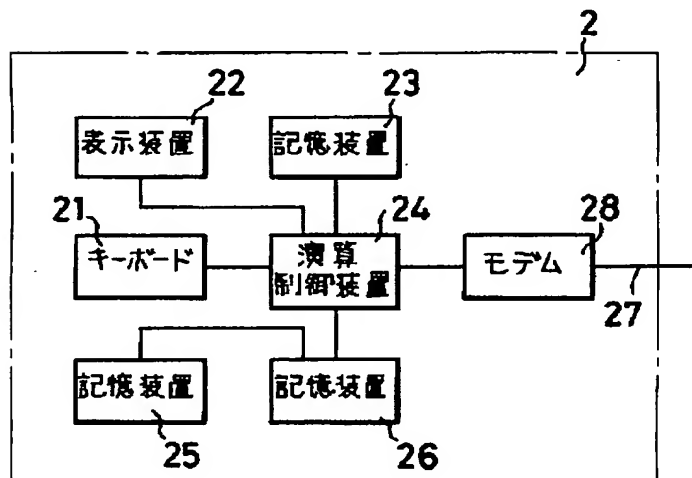 2
22
23
表示装置
記憶装置
21
24
28
キーボード
演算
制御装置
モデム
27
記憶装置
記憶装置
25
26